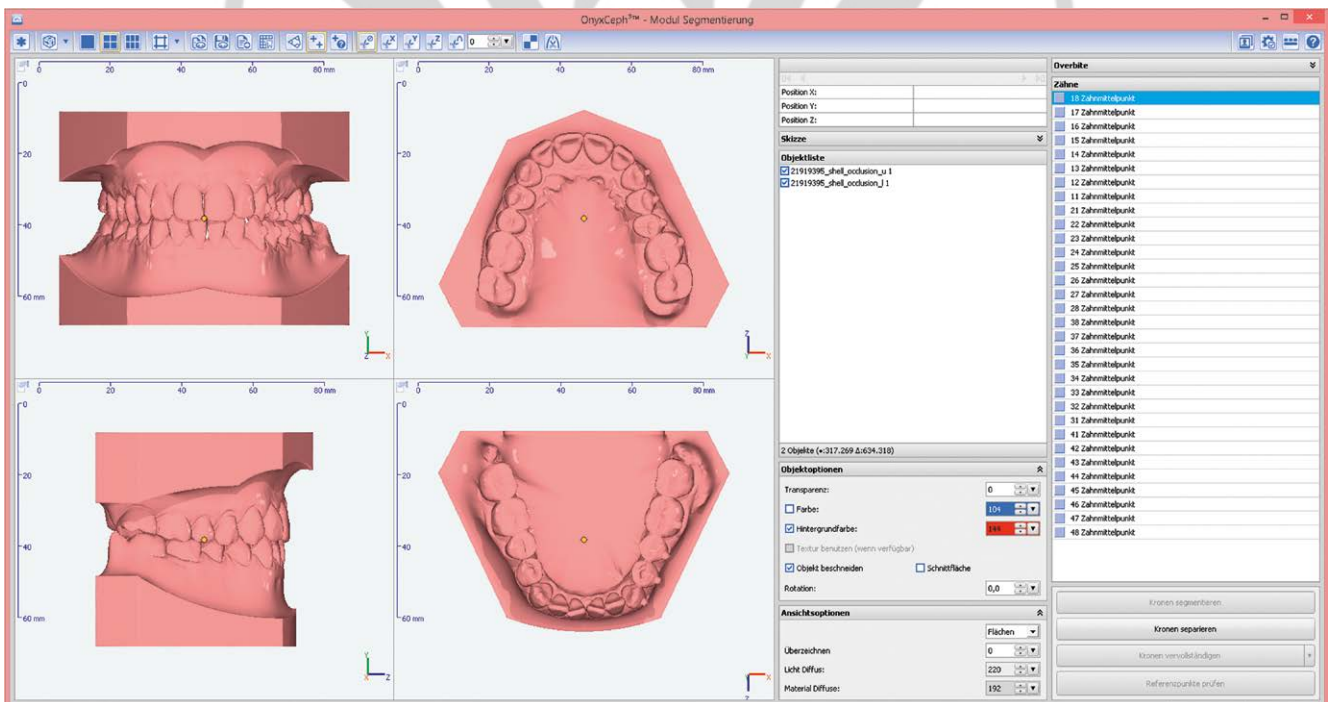 OnyxCeph³™ - Modul Segmentierung
0
0 20 40 60 80 mm
0
20
40
60 mm
Y
Z X
0 20 40 60 80 mm
0
20
40
60 mm
Z
Y X
0 20 40 60 80 mm
0
20
40
60 mm
Y
X Z
0 20 40 60 80 mm
0
20
40
60 mm
Y X
Z
Position X:
Position Y:
Position Z:
Skizze
Objektliste
21919395_shell_occlusion_u 1
21919395_shell_occlusion_l 1
2 Objekte (•:317.269 Δ:634.318)
Objektoptionen
Transparenz: 0
Farbe: 104
Hintergrundfarbe: 144
Textur benutzen (wenn verfügbar)
Objekt beschneiden Schnittfläche
Rotation: 0,0
Ansichtsoptionen
Flächen
Überzeichnen 0
Licht Diffus: 220
Material Diffuse: 192
Overbite
Zähne
18 Zahnmittelpunkt
17 Zahnmittelpunkt
16 Zahnmittelpunkt
15 Zahnmittelpunkt
14 Zahnmittelpunkt
13 Zahnmittelpunkt
12 Zahnmittelpunkt
11 Zahnmittelpunkt
21 Zahnmittelpunkt
22 Zahnmittelpunkt
23 Zahnmittelpunkt
24 Zahnmittelpunkt
25 Zahnmittelpunkt
26 Zahnmittelpunkt
27 Zahnmittelpunkt
28 Zahnmittelpunkt
38 Zahnmittelpunkt
37 Zahnmittelpunkt
36 Zahnmittelpunkt
35 Zahnmittelpunkt
34 Zahnmittelpunkt
33 Zahnmittelpunkt
32 Zahnmittelpunkt
31 Zahnmittelpunkt
41 Zahnmittelpunkt
42 Zahnmittelpunkt
43 Zahnmittelpunkt
44 Zahnmittelpunkt
45 Zahnmittelpunkt
46 Zahnmittelpunkt
47 Zahnmittelpunkt
48 Zahnmittelpunkt
Kronen segmentieren
Kronen separieren
Kronen vervollständigen
Referenzpunkte prüfen